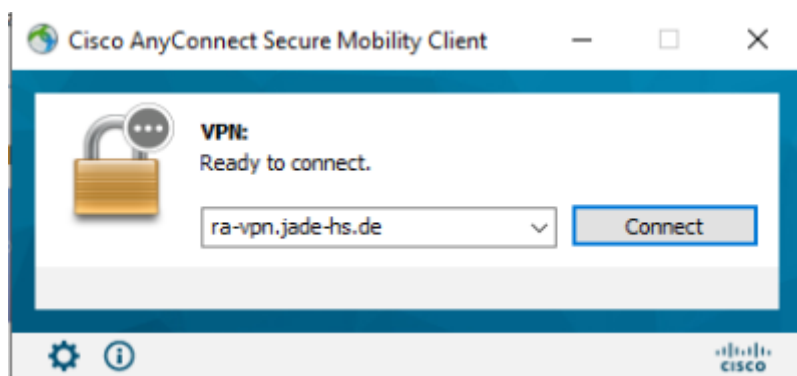 Cisco AnyConnect Secure Mobility Client
VPN:
Ready to connect.
ra-vpn.jade-hs.de
Connect
CISCO